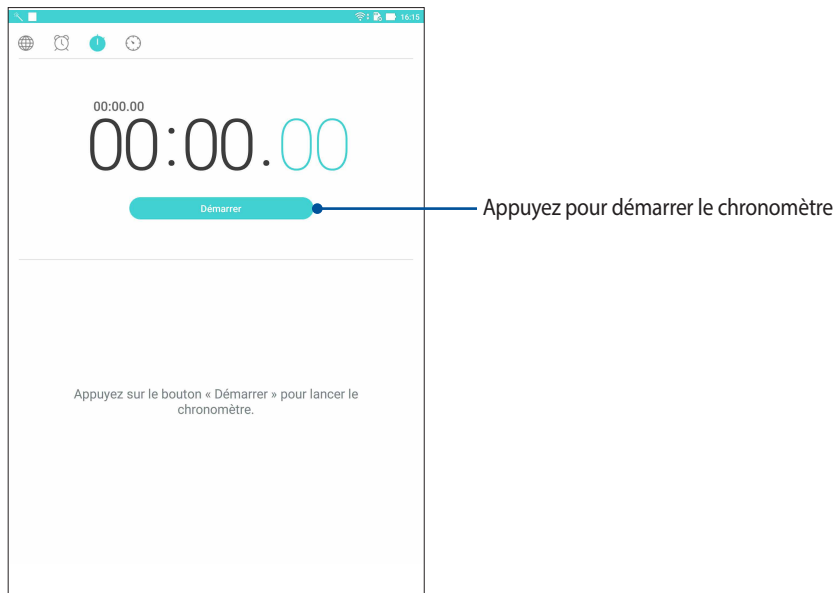 16:15
00:00.00
00:00.00
Démarrer
Appuyez pour démarrer le chronomètre
Appuyez sur le bouton « Démarrer » pour lancer le
chronomètre.